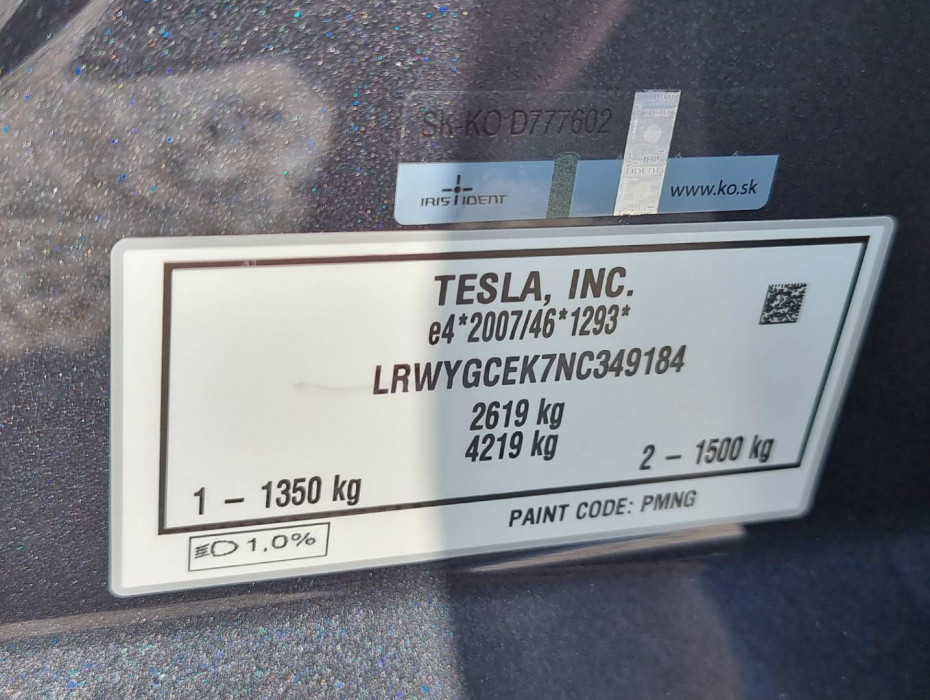 SK-KO D777602
IRIS IDENT
www.ko.sk
TESLA, INC.
e4*2007/46*1293*
LRWYGCEK7NC349184
2619 kg
4219 kg
1 – 1350 kg
2 – 1500 kg
PAINT CODE: PMNG
1.0%